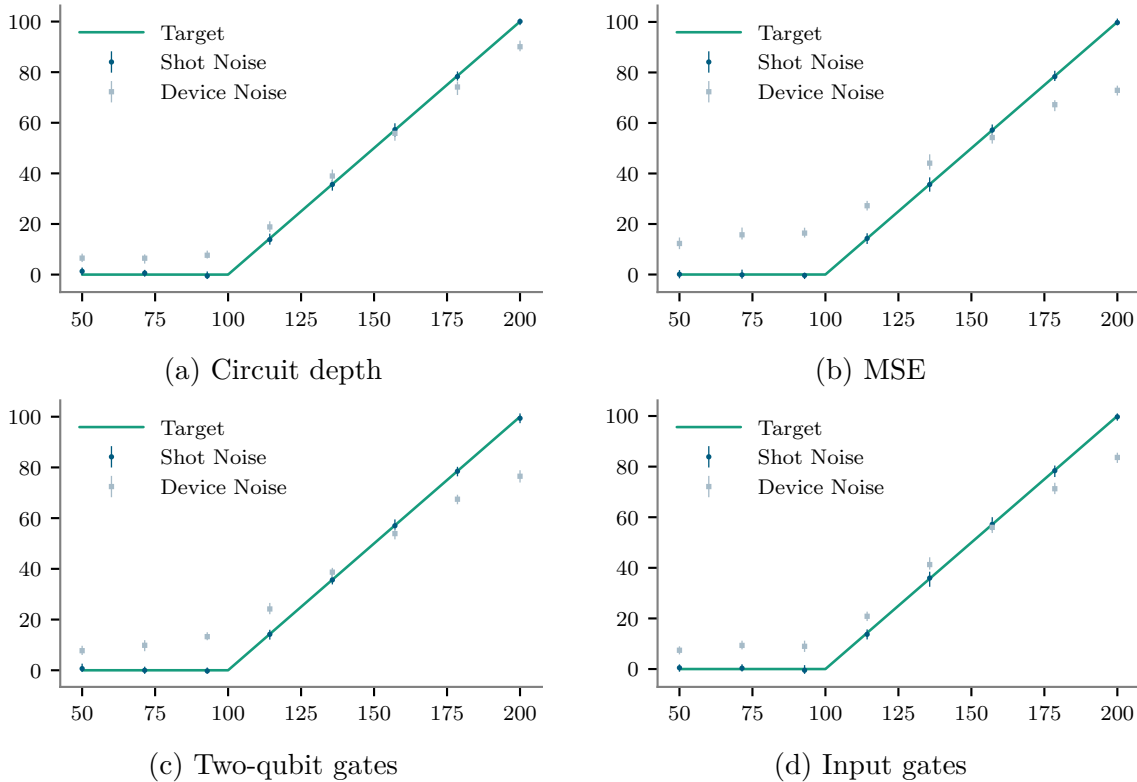 100
80
60
40
20
0
Target
Shot Noise
Device Noise
50 75 100 125 150 175 200
(a) Circuit depth
100
80
60
40
20
0
Target
Shot Noise
Device Noise
50 75 100 125 150 175 200
(b) MSE
100
80
60
40
20
0
Target
Shot Noise
Device Noise
50 75 100 125 150 175 200
(c) Two-qubit gates
100
80
60
40
20
0
Target
Shot Noise
Device Noise
50 75 100 125 150 175 200
(d) Input gates